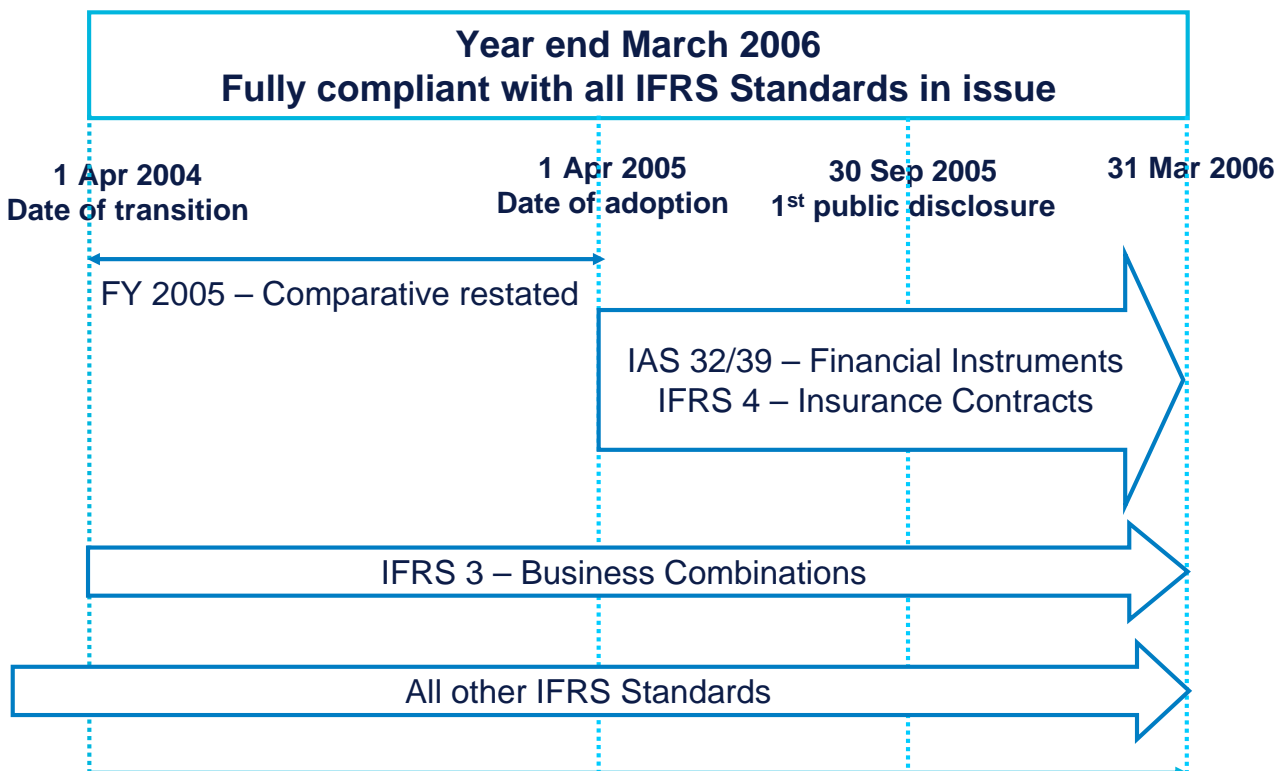 Year end March 2006
Fully compliant with all IFRS Standards in issue
1 Apr 2004
Date of transition
1 Apr 2005
Date of adoption
30 Sep 2005
1st public disclosure
31 Mar 2006
FY 2005 – Comparative restated
IAS 32/39 – Financial Instruments
IFRS 4 – Insurance Contracts
IFRS 3 – Business Combinations
All other IFRS Standards